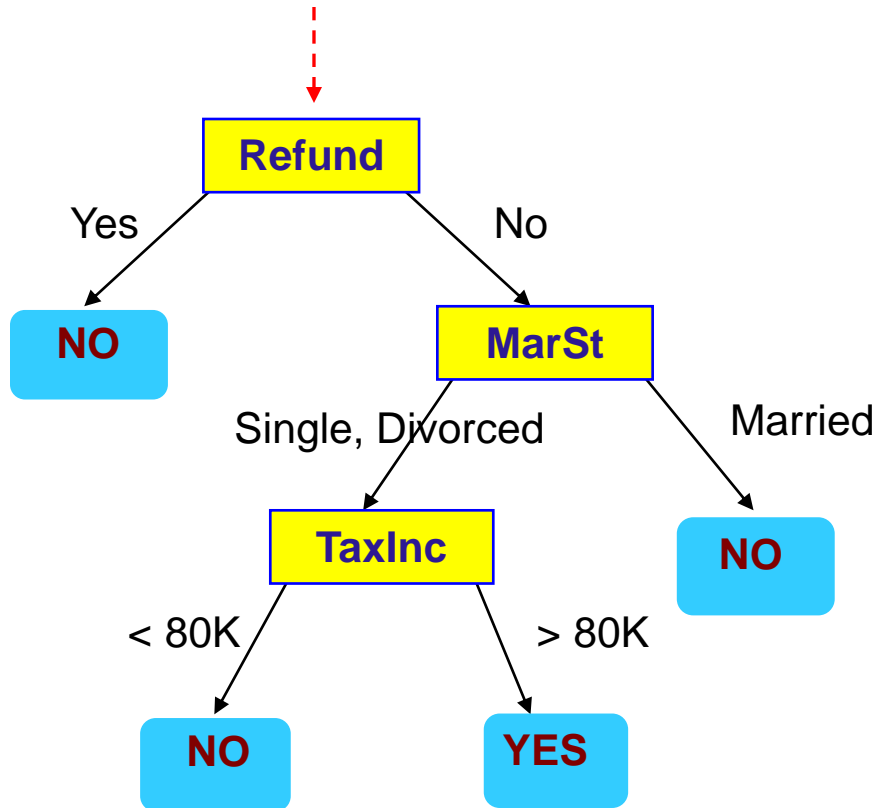 Refund
Yes
No
NO
MarSt
Single, Divorced
Married
TaxInc
NO
< 80K
> 80K
NO
YES